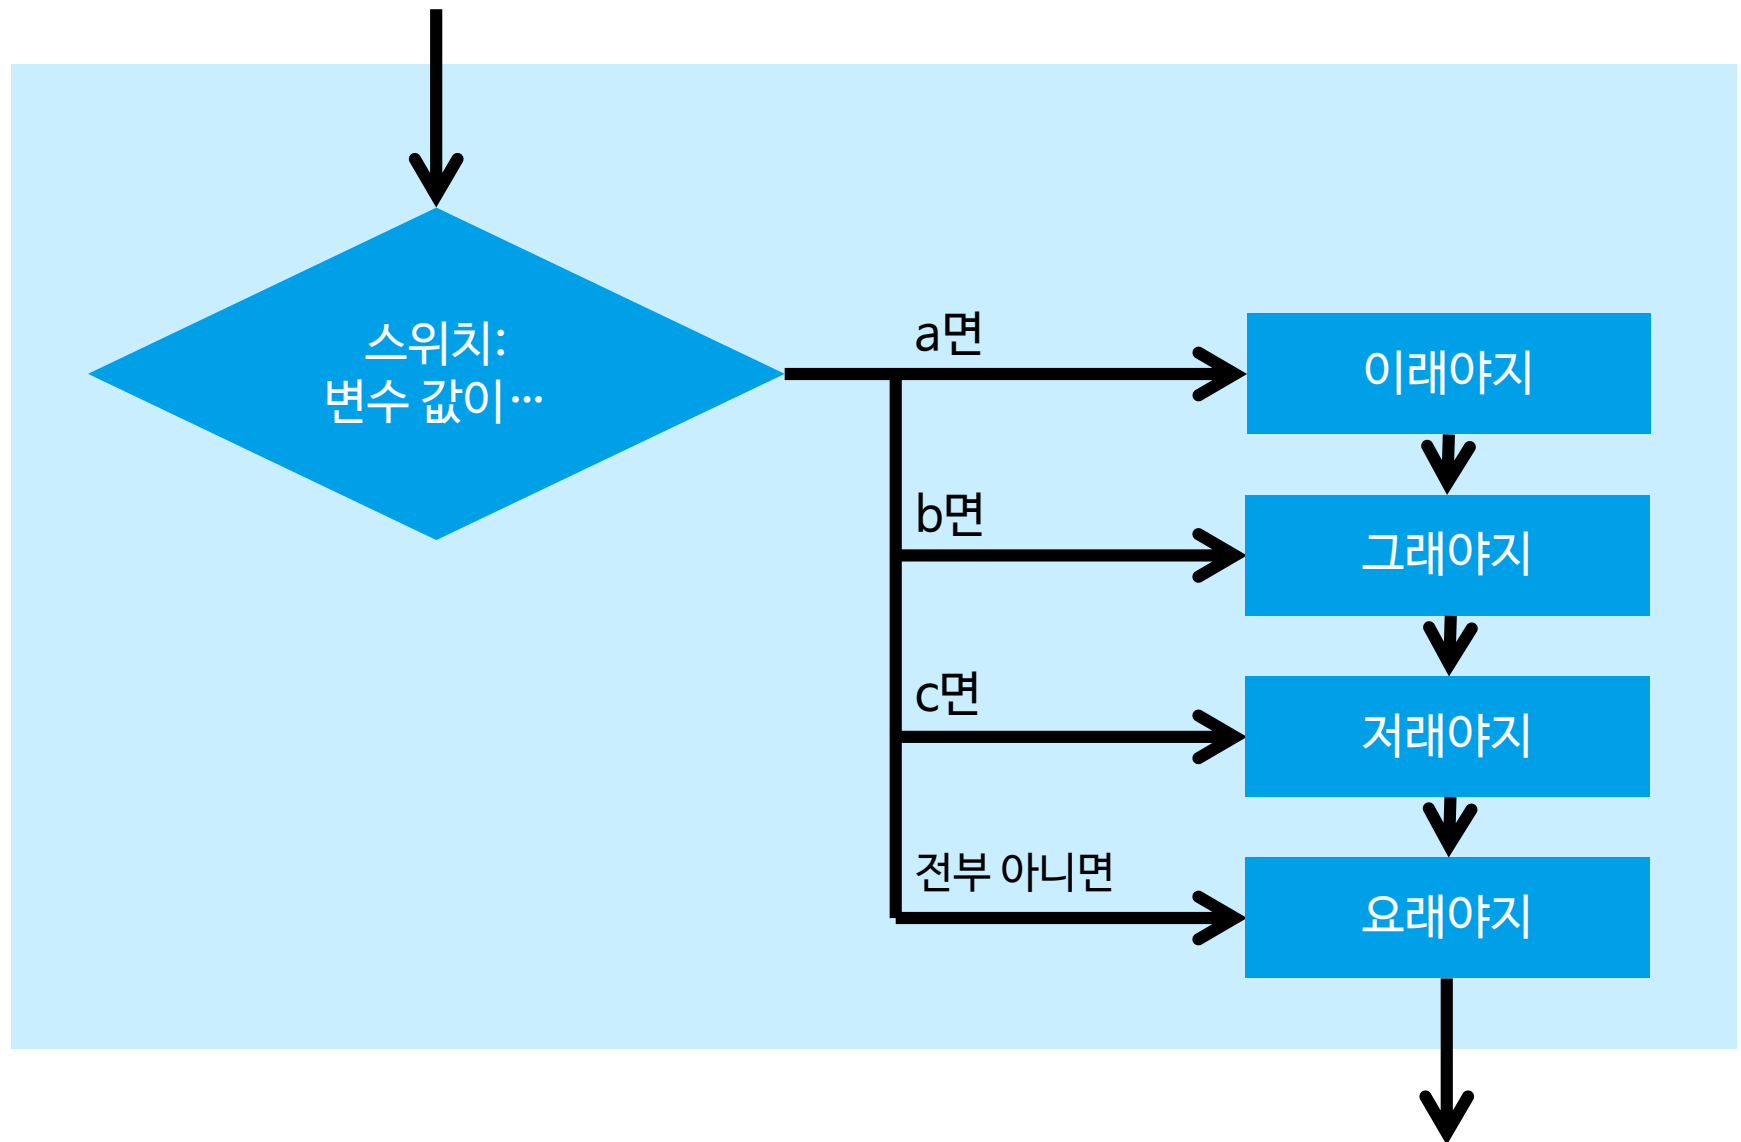 스위치:
변수 값이…
a면
이래야지
b면
그래야지
c면
저래야지
전부 아니면
요래야지